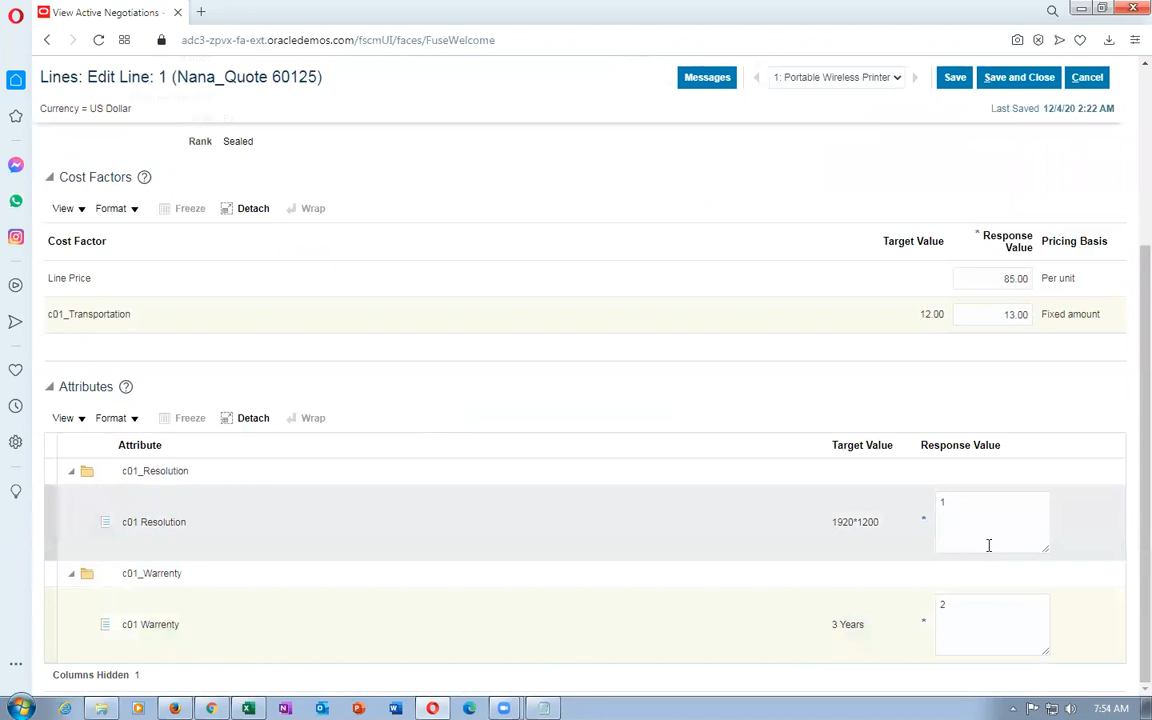 View Active Negotiations -
adc3-zpvx-fa-ext.oracledemos.com/fscmUI/faces/FuseWelcome
Lines: Edit Line: 1 (Nana_Quote 60125)
Messages
1: Portable Wireless Printer
Save
Save and Close
Cancel
Currency = US Dollar
Last Saved 12/4/20 2:22 AM
Rank Sealed
Cost Factors
View Format Freeze Detach Wrap
Cost Factor Target Value * Response Value Pricing Basis
Line Price 85.00 Per unit
c01_Transportation 12.00 13.00 Fixed amount
Attributes
View Format Freeze Detach Wrap
Attribute Target Value Response Value
c01_Resolution
c01 Resolution 1920*1200 * 1
c01_Warrenty
c01 Warrenty 3 Years * 2
Columns Hidden 1
7:54 AM